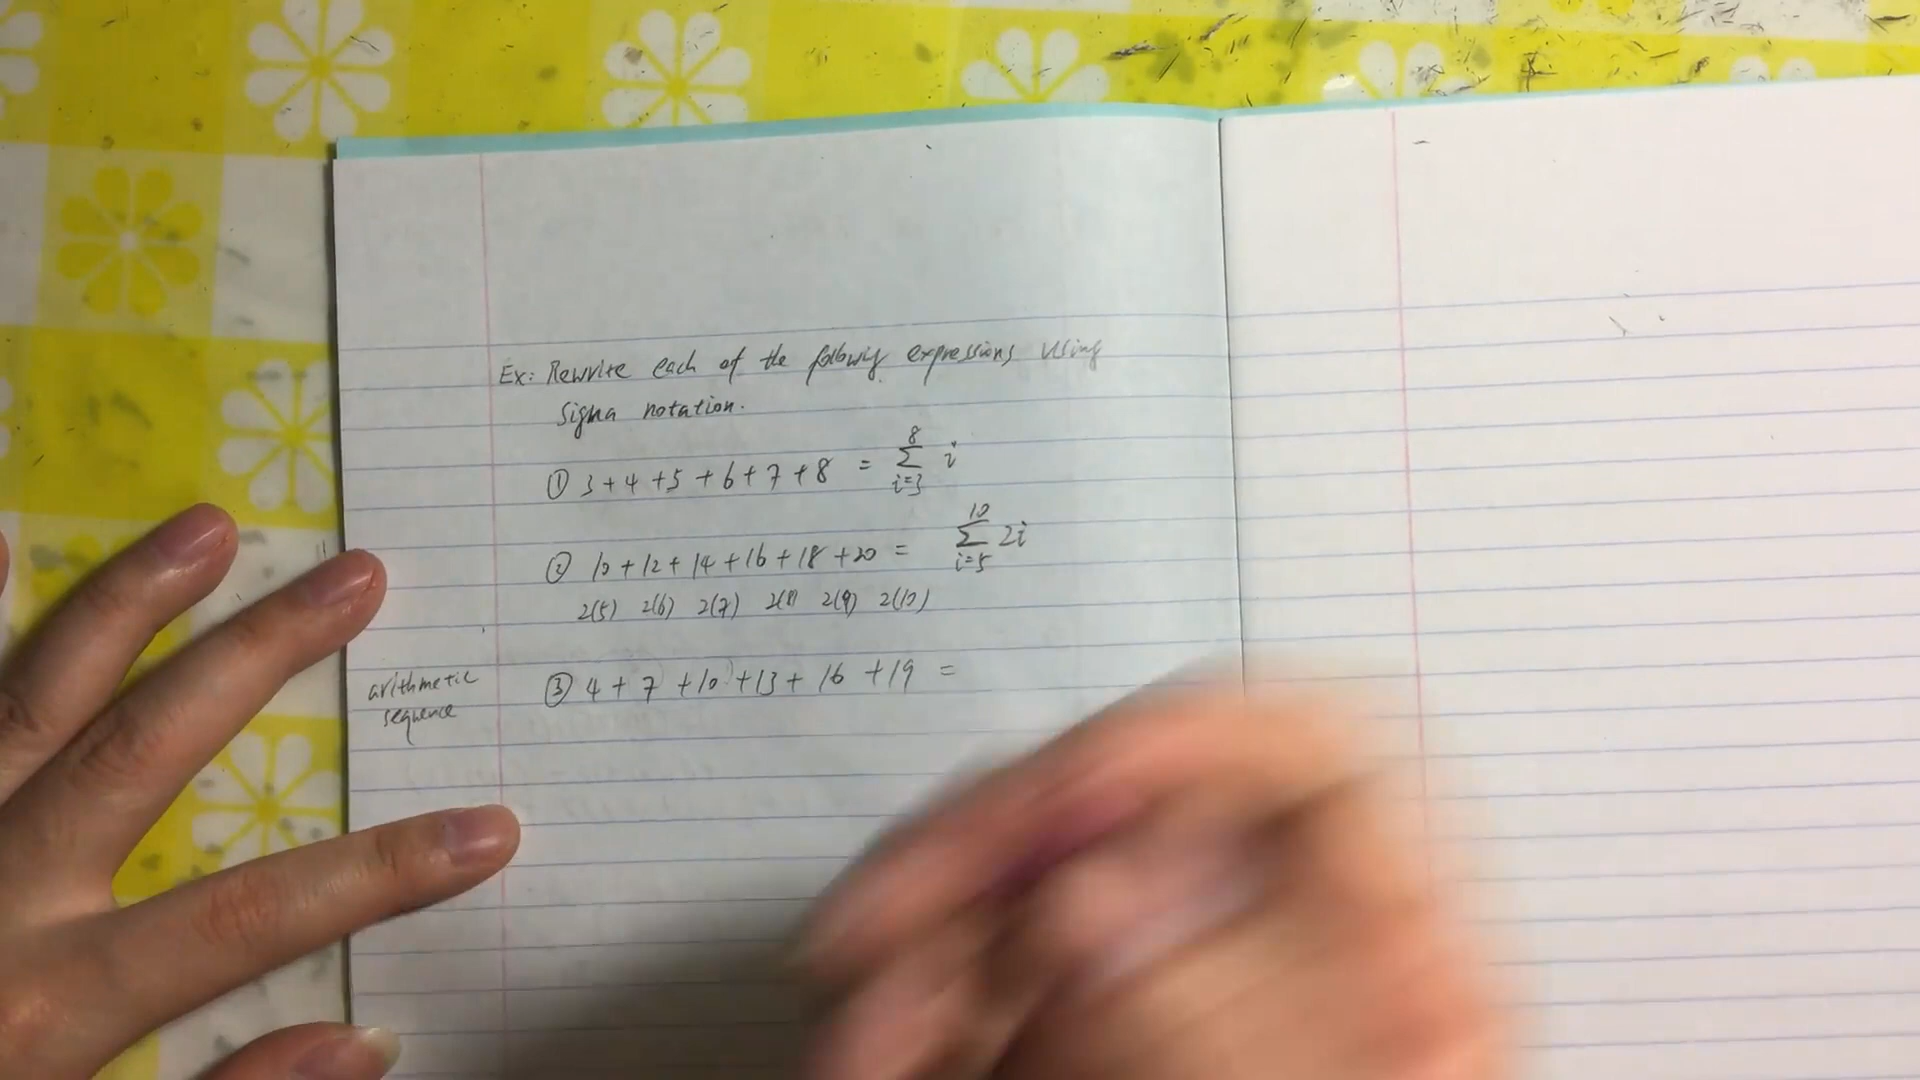 Ex: Rewrite each of the following expressions using
Sigma notation.
① 3 + 4 + 5 + 6 + 7 + 8 = \sum_{i=3}^{8} i
② 10 + 12 + 14 + 16 + 18 + 20 = \sum_{i=5}^{10} 2i
2(5) 2(6) 2(7) 2(8) 2(9) 2(10)
arithmetic
sequence
③ 4 + 7 + 10 + 13 + 16 + 19 =